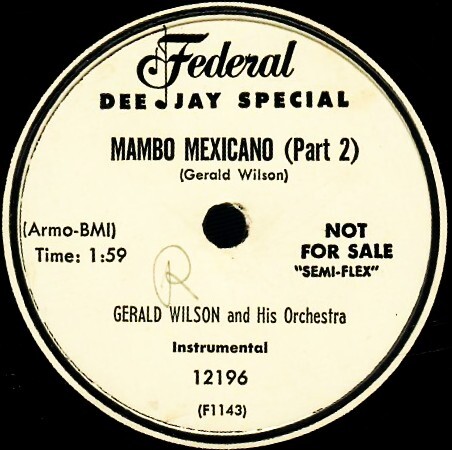 Federal
DEE JAY SPECIAL
MAMBO MEXICANO (Part 2)
(Gerald Wilson)
(Armo-BMI)
Time: 1:59
NOT
FOR SALE
"SEMI-FLEX"
R
GERALD WILSON and His Orchestra
Instrumental
12196
(F1143)